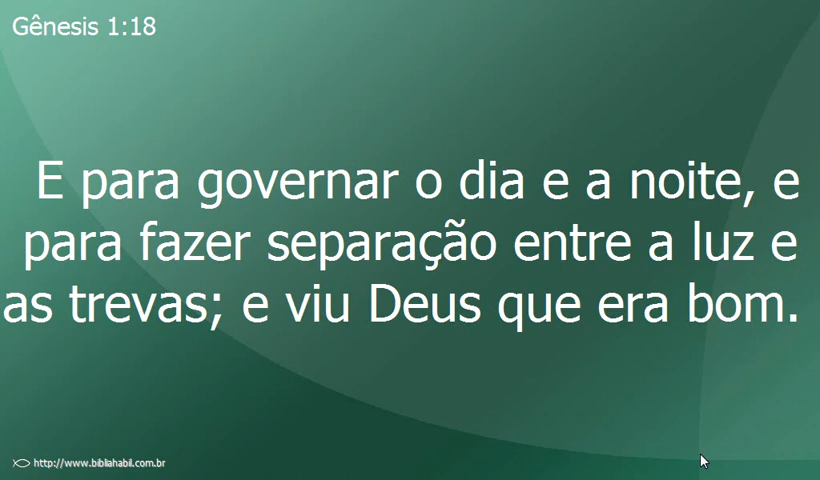 Gênesis 1:18
E para governar o dia e a noite, e
para fazer separação entre a luz e
as trevas; e viu Deus que era bom.
http://www.bibliahabil.com.br